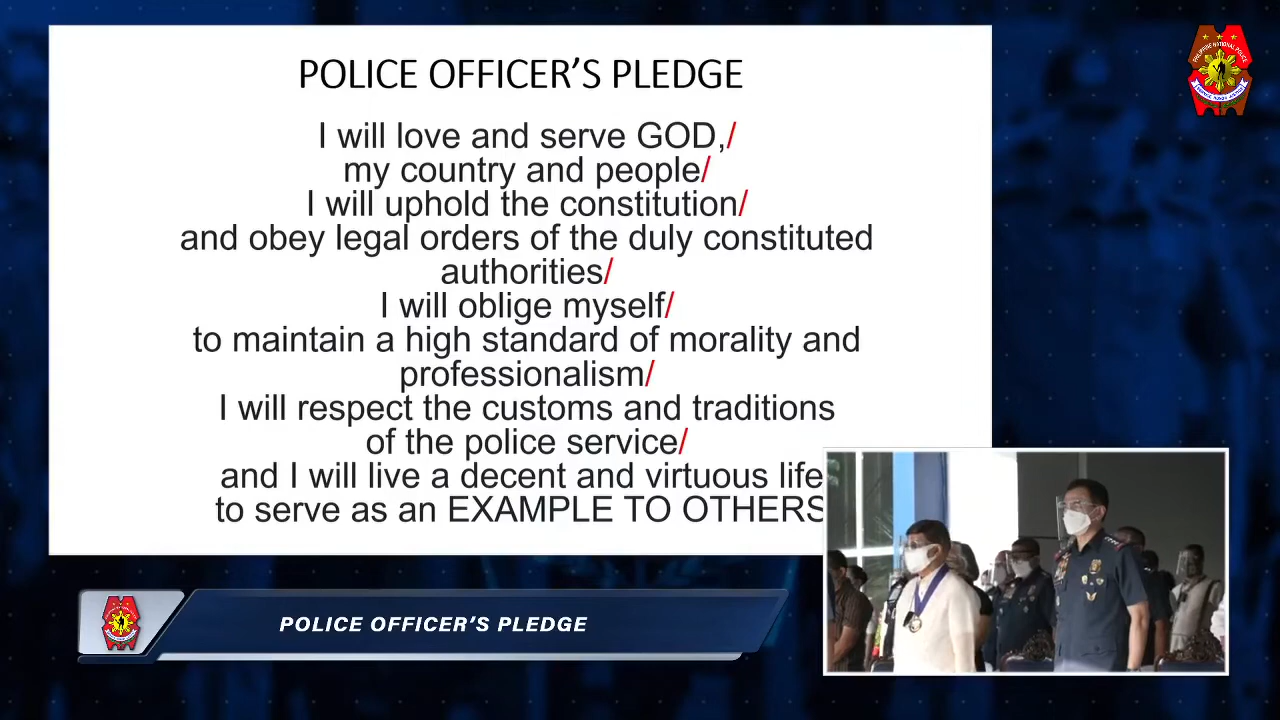 POLICE OFFICER’S PLEDGE
I will love and serve GOD,/
my country and people/
I will uphold the constitution/
and obey legal orders of the duly constituted
authorities/
I will oblige myself/
to maintain a high standard of morality and
professionalism/
I will respect the customs and traditions
of the police service/
and I will live a decent and virtuous life
to serve as an EXAMPLE TO OTHERS
POLICE OFFICER’S PLEDGE
PHILIPPINE NATIONAL POLICE